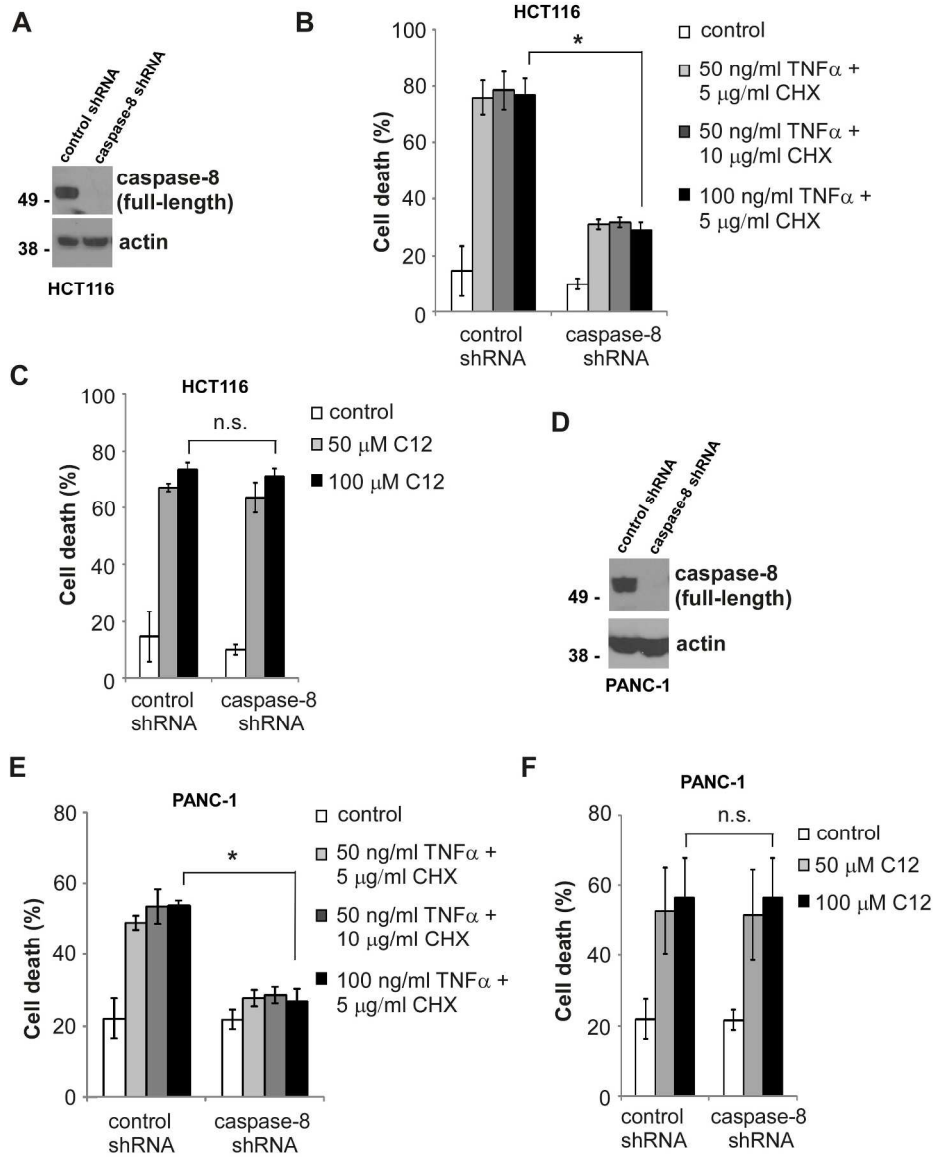 A
control shRNA
caspase-8 shRNA
49 -
caspase-8
(full-length)
38 -
actin
HCT116
B
HCT116
Cell death (%)
100
80
60
40
20
0
*
control
shRNA
caspase-8
shRNA
control
50 ng/ml TNFα +
5 μg/ml CHX
50 ng/ml TNFα +
10 μg/ml CHX
100 ng/ml TNFα +
5 μg/ml CHX
C
HCT116
Cell death (%)
100
80
60
40
20
0
n.s.
control
shRNA
caspase-8
shRNA
control
50 μM C12
100 μM C12
D
control shRNA
caspase-8 shRNA
49 -
caspase-8
(full-length)
38 -
actin
PANC-1
E
PANC-1
Cell death (%)
80
60
40
20
0
*
control
shRNA
caspase-8
shRNA
control
50 ng/ml TNFα +
5 μg/ml CHX
50 ng/ml TNFα +
10 μg/ml CHX
100 ng/ml TNFα +
5 μg/ml CHX
F
PANC-1
Cell death (%)
80
60
40
20
0
n.s.
control
shRNA
caspase-8
shRNA
control
50 μM C12
100 μM C12